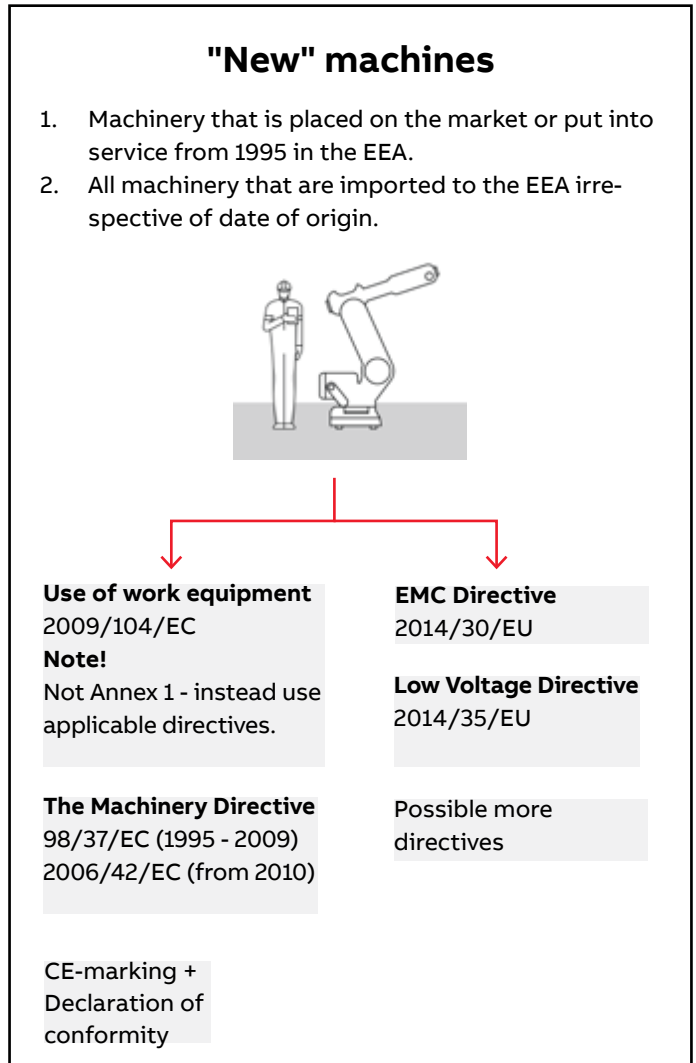 "New" machines
1. Machinery that is placed on the market or put into
service from 1995 in the EEA.
2. All machinery that are imported to the EEA irre-
spective of date of origin.
Use of work equipment
2009/104/EC
Note!
Not Annex 1 - instead use
applicable directives.
The Machinery Directive
98/37/EC (1995 - 2009)
2006/42/EC (from 2010)
CE-marking +
Declaration of
conformity
EMC Directive
2014/30/EU
Low Voltage Directive
2014/35/EU
Possible more
directives